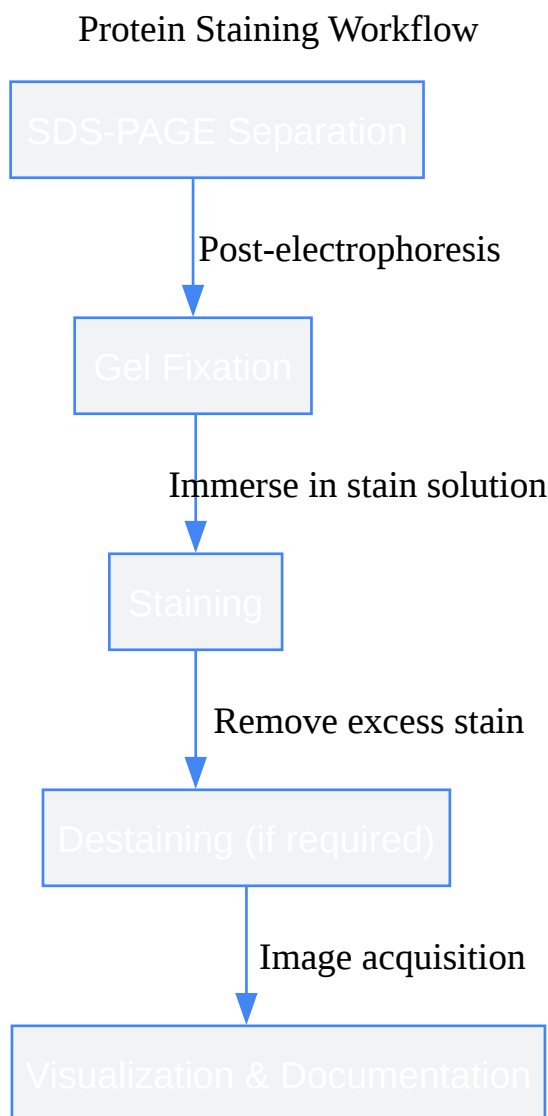 Protein Staining Workflow
SDS-PAGE Separation
Post-electrophoresis
Gel Fixation
Immerse in stain solution
Staining
Remove excess stain
Destaining (if required)
Image acquisition
Visualization & Documentation